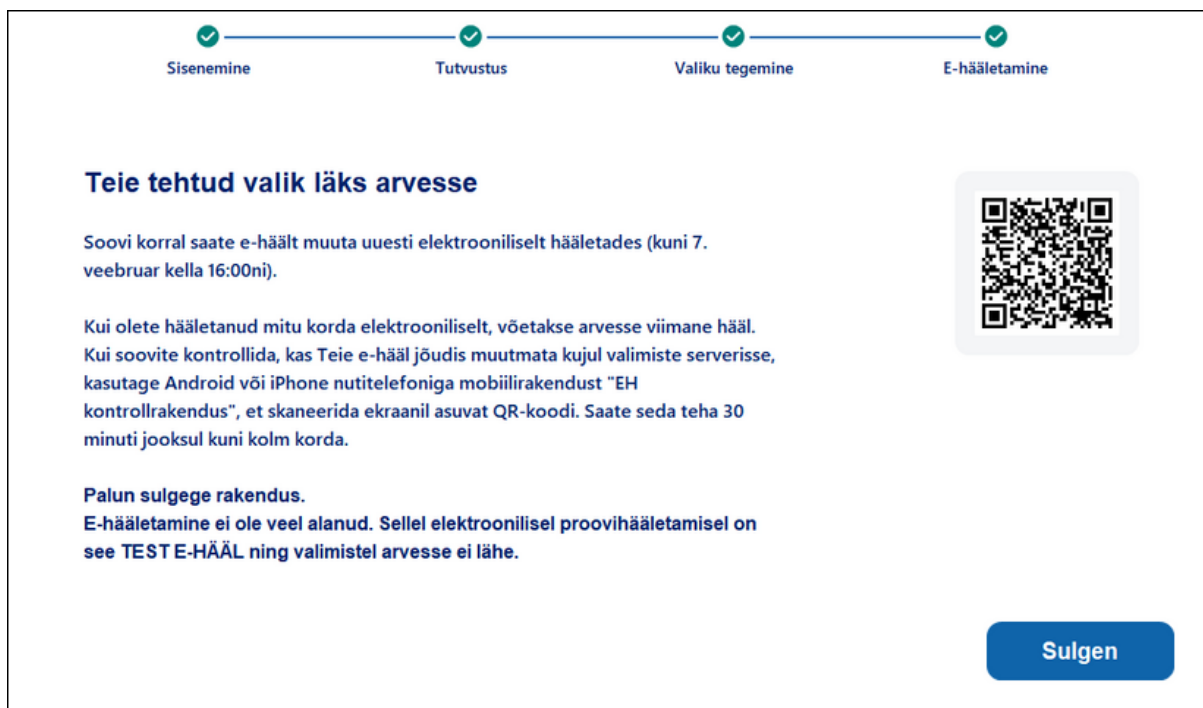 Sisenemine
Tutvustus
Valiku tegemine
E-hääletamine
Teie tehtud valik läks arvesse
Soovi korral saate e-häält muuta uuesti elektrooniliselt hääletades (kuni 7.
veebruar kella 16:00ni).
Kui olete hääletanud mitu korda elektrooniliselt, võetakse arvesse viimane hääl.
Kui soovite kontrollida, kas Teie e-hääl jõudis muutmata kujul valimiste serverisse,
kasutage Android või iPhone nutitelefoniga mobiilirakendust "EH
kontrollrakendus", et skaneerida ekraanil asuvat QR-koodi. Saate seda teha 30
minuti jooksul kuni kolm korda.
Palun sulgege rakendus.
E-hääletamine ei ole veel alanud. Sellel elektroonilisel proovihääletamisel on
see TEST E-HÄÄL ning valimistel arvesse ei lähe.
Sulgen